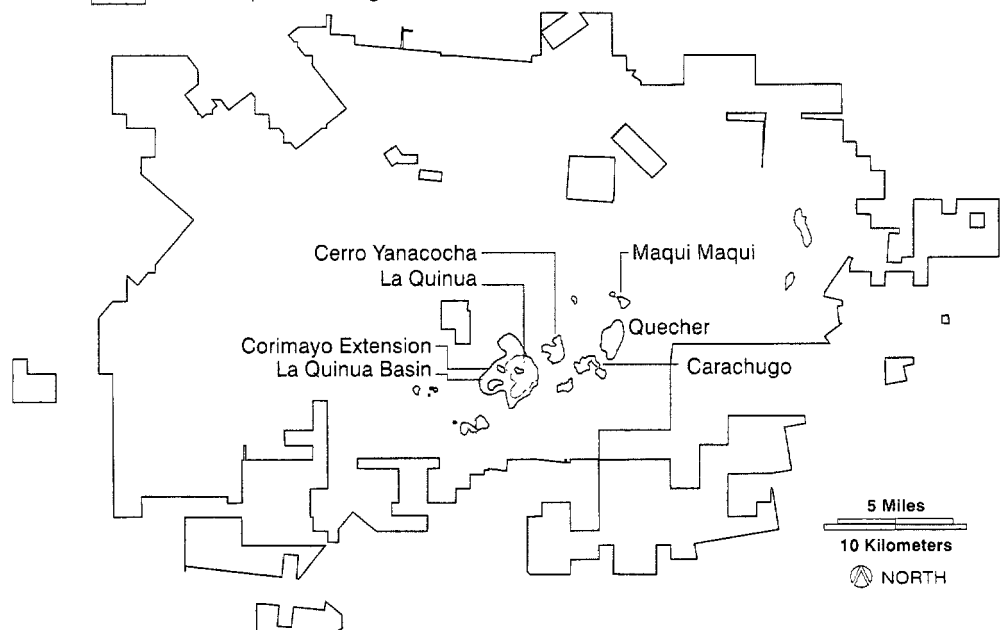 Cerro Yanacocha
Maqui Maqui
La Quinua
Quecher
Corimayo Extension
La Quinua Basin
Carachugo
5 Miles
10 Kilometers
NORTH